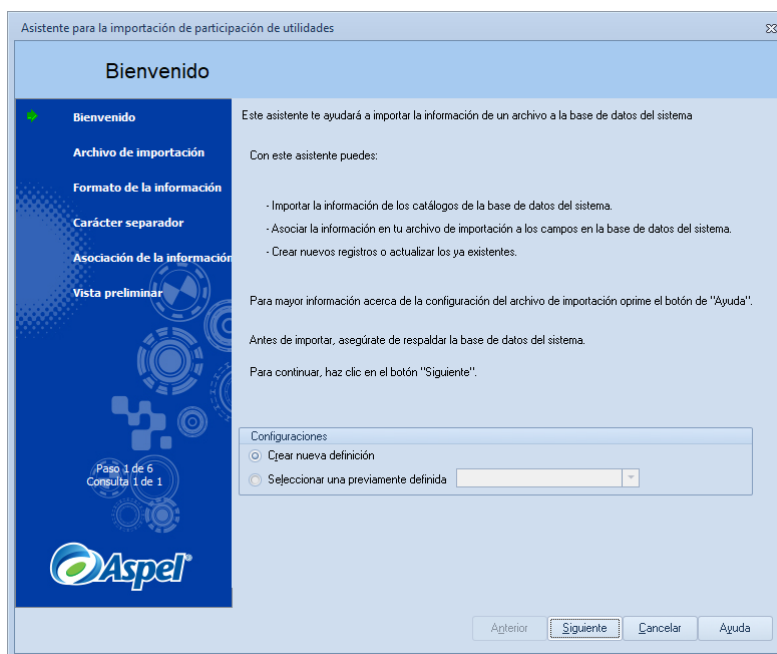 Asistente para la importación de participación de utilidades
Bienvenido
Bienvenido
Archivo de importación
Formato de la información
Carácter separador
Asociación de la información
Vista preliminar
Paso 1 de 6
Consulta 1 de 1
Aspel®
Este asistente te ayudará a importar la información de un archivo a la base de datos del sistema
Con este asistente puedes:
- Importar la información de los catálogos de la base de datos del sistema.
- Asociar la información en tu archivo de importación a los campos en la base de datos del sistema.
- Crear nuevos registros o actualizar los ya existentes.
Para mayor información acerca de la configuración del archivo de importación oprime el botón de "Ayuda".
Antes de importar, asegúrate de respaldar la base de datos del sistema.
Para continuar, haz clic en el botón "Siguiente".
Configuraciones
Crear nueva definición
Seleccionar una previamente definida
Anterior Siguiente Cancelar Ayuda